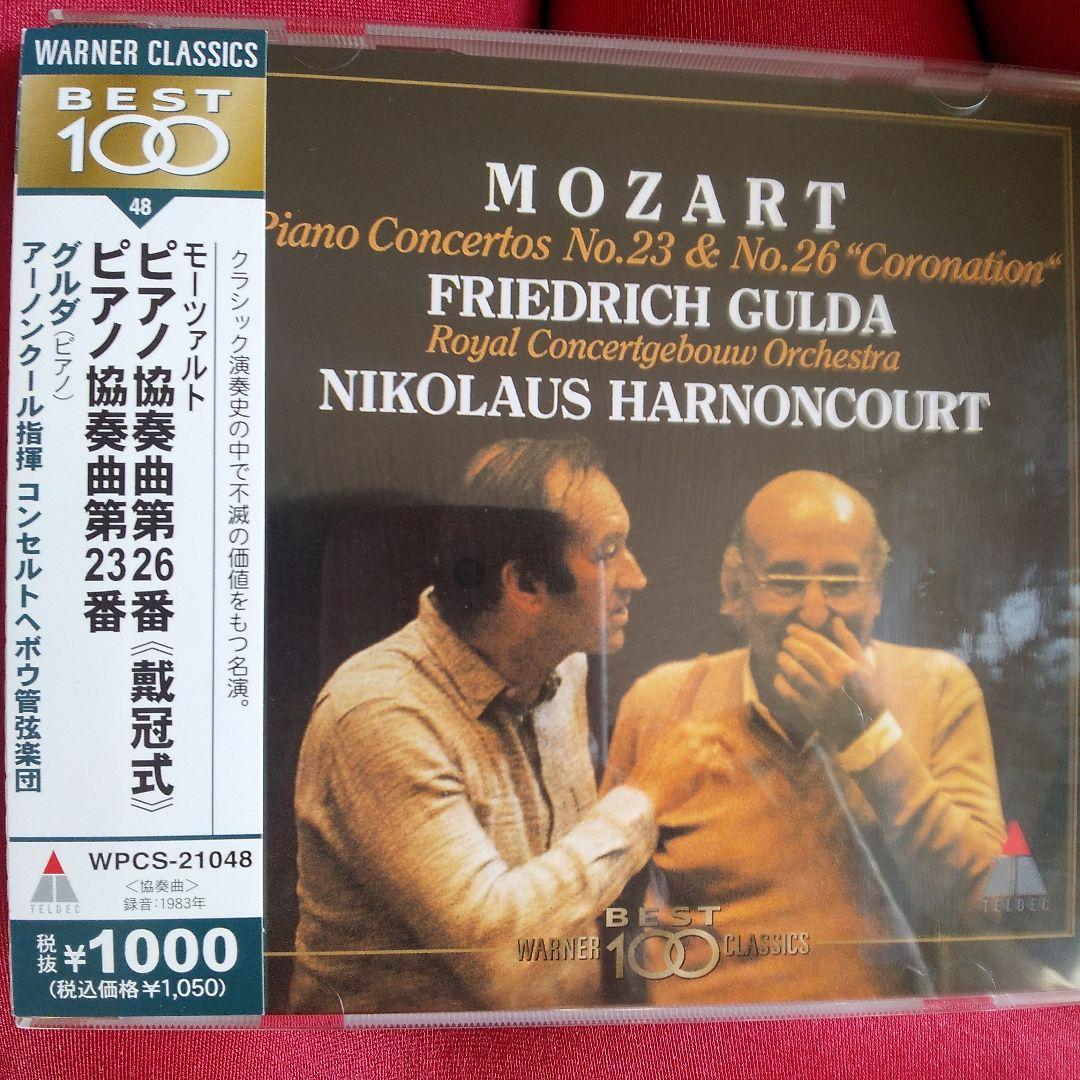 WARNER CLASSICS
BEST
100
48
クラシック演奏史の中で不滅の価値をもつ名演。
モーツァルト
ピアノ協奏曲第26番《戴冠式》
ピアノ協奏曲第23番
グルダ(ピアノ)
アーノンクール指揮 コンセルトヘボウ管弦楽団
TELDEC
WPCS-21048
<協奏曲>
録音:1983年
税抜¥1000
(税込価格¥1,050)
MOZART
Piano Concertos No.23 & No.26 "Coronation"
FRIEDRICH GULDA
Royal Concertgebouw Orchestra
NIKOLAUS HARNONCOURT
TELDEC
BEST
WARNER 100 CLASSICS